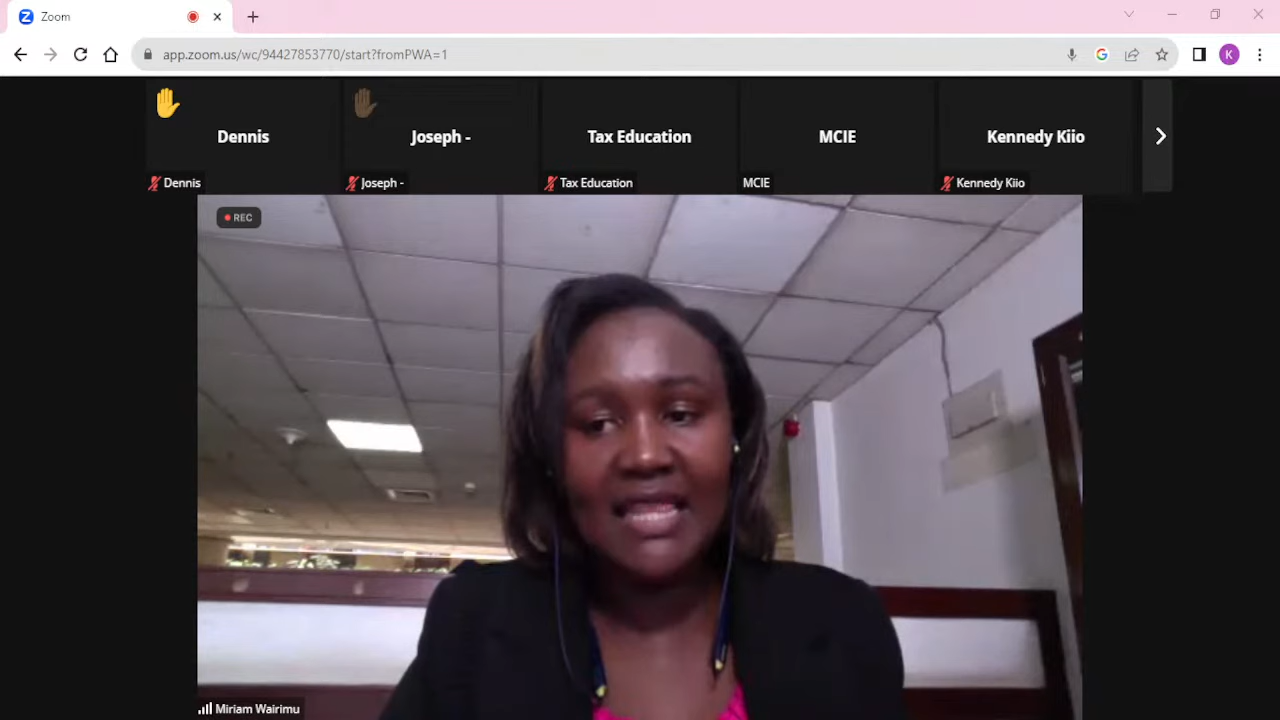 Zoom
app.zoom.us/wc/94427853770/start?fromPWA=1
K
Dennis
Joseph -
Tax Education
MCIE
Kennedy Kiio
Dennis
Joseph -
Tax Education
MCIE
Kennedy Kiio
REC
Miriam Wairimu